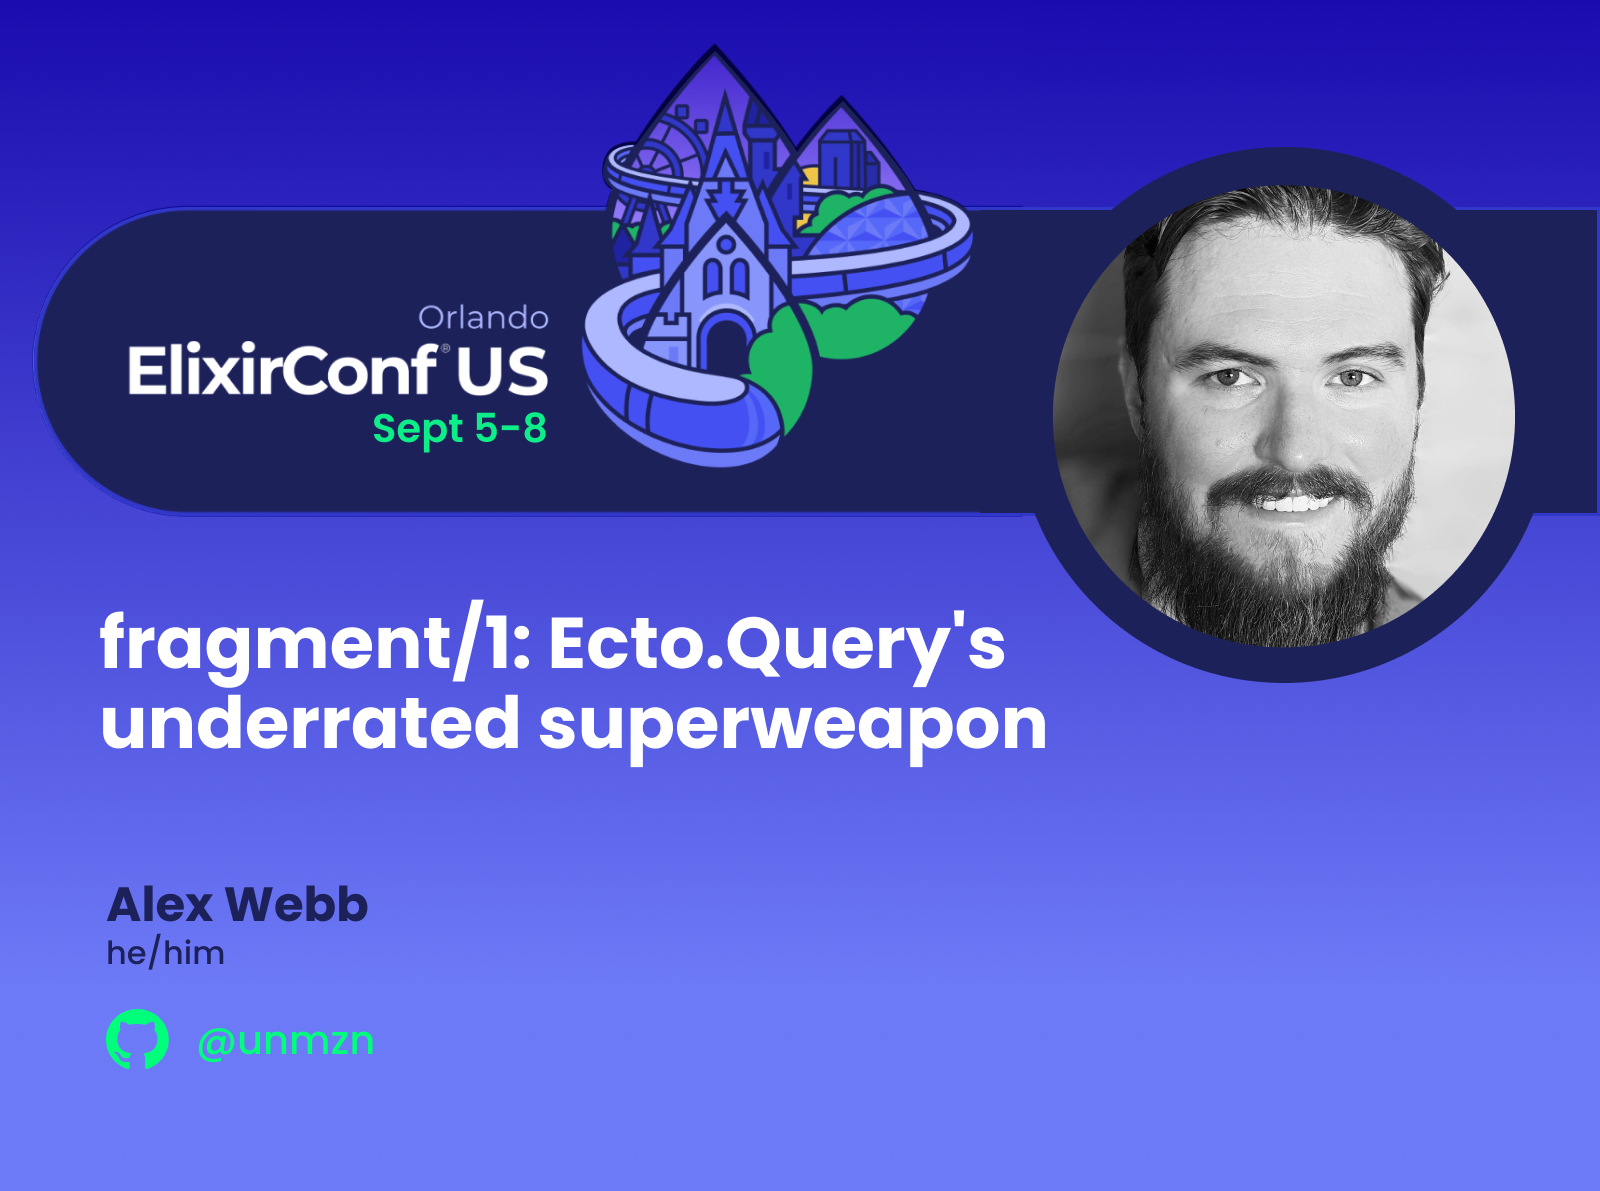 Orlando
ElixirConf® US
Sept 5-8
fragment/1: Ecto.Query's
underrated superweapon
Alex Webb
he/him
@unmzn